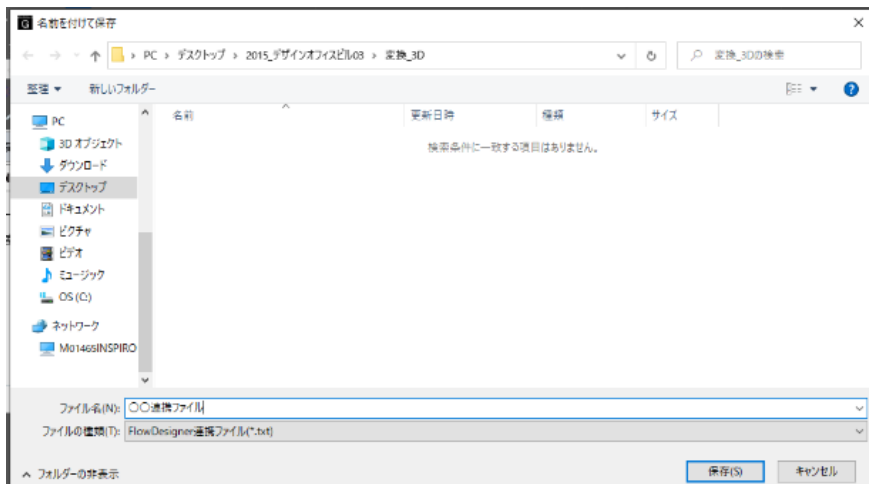 G 名前を付けて保存
PC › デスクトップ › 2015_デザインオフィスビル03 › 変換_3D
変換_3Dの検索
整理 新しいフォルダー
名前 更新日時 種類 サイズ
検索条件に一致する項目はありません。
PC
3D オブジェクト
ダウンロード
デスクトップ
ドキュメント
ピクチャ
ビデオ
ミュージック
OS (C:)
ネットワーク
M01465INSPIRO
ファイル名(N): 〇〇連携ファイル
ファイルの種類(T): FlowDesigner連携ファイル(*.txt)
フォルダーの非表示
保存(S) キャンセル